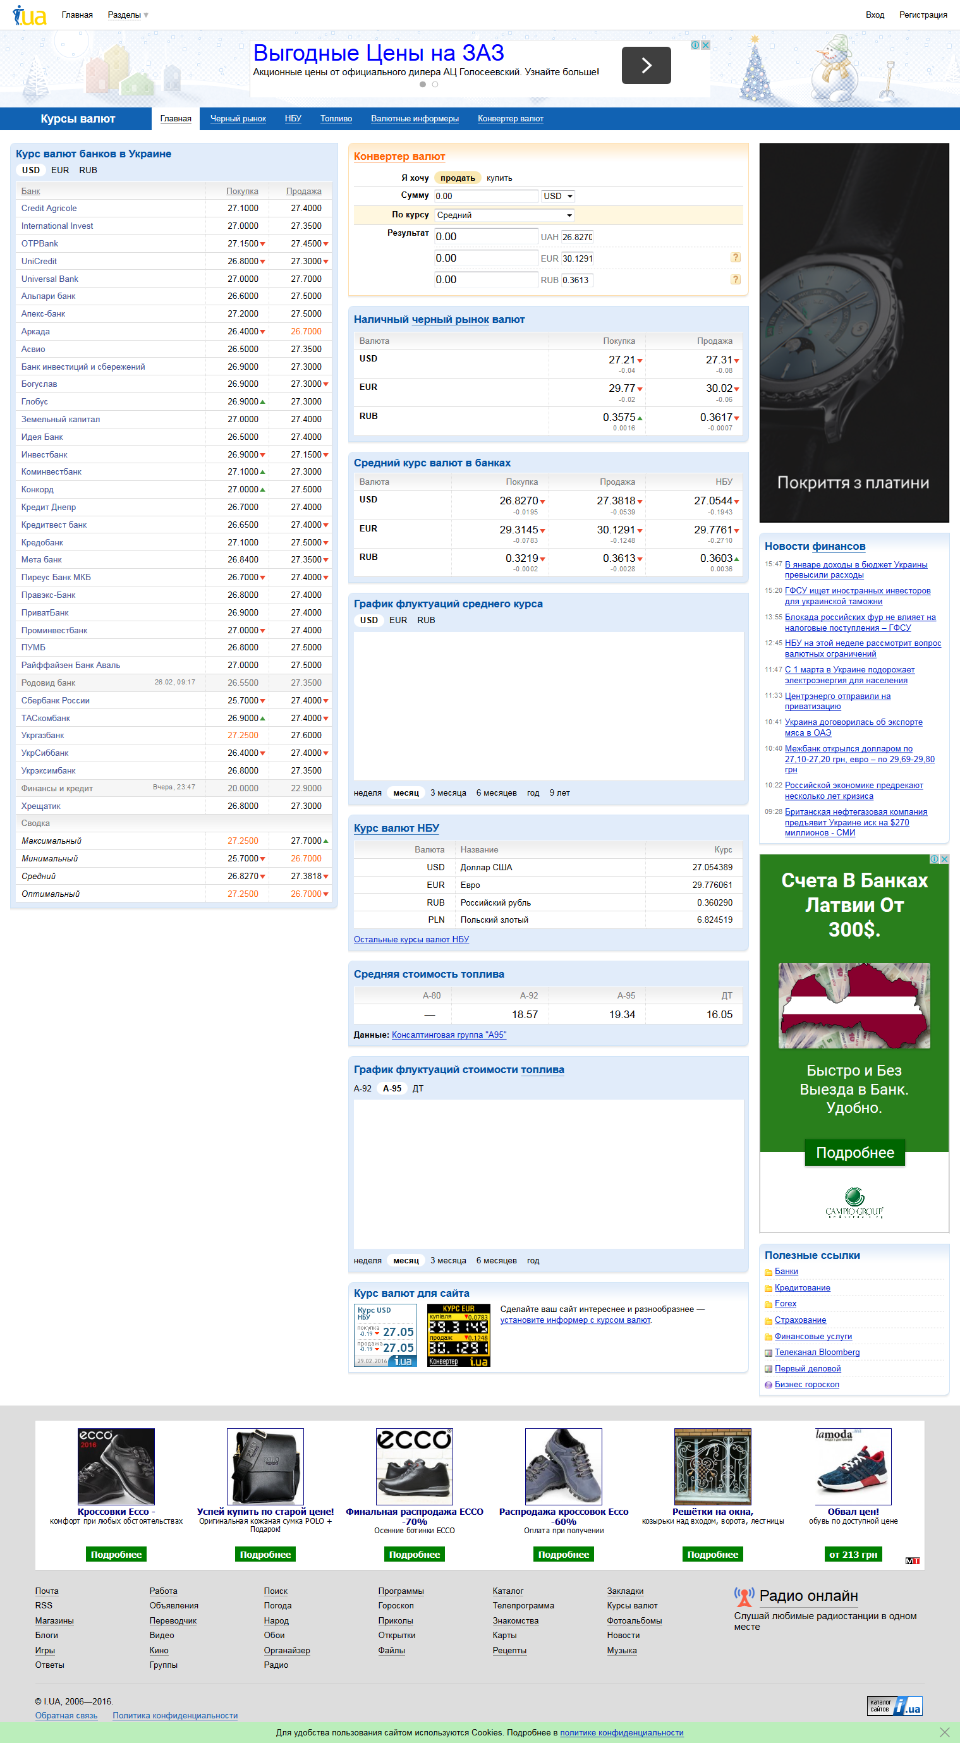 i.ua
Главная
Разделы
Вход
Регистрация
Выгодные Цены на ЗАЗ
Акционные цены от официального дилера АЦ Голосеевский. Узнайте больше!
Курсы валют
Главная
Черный рынок
НБУ
Топливо
Валютные информеры
Конвертер валют
Курс валют банков в Украине
USD EUR RUB
Банк Покупка Продажа
Credit Agricole 27.1000 27.4000
International Invest 27.0000 27.3500
OTPBank 27.1500 27.4500
UniCredit 26.8000 27.3000
Universal Bank 27.0000 27.7000
Альпари банк 26.6000 27.5000
Апекс-банк 27.2000 27.5000
Аркада 26.4000 26.7000
Асвио 26.5000 27.3500
Банк инвестиций и сбережений 26.9000 27.3000
Богуслав 26.9000 27.3000
Глобус 26.9000 27.3000
Земельный капитал 27.0000 27.4000
Идея Банк 26.5000 27.4000
Инвестбанк 26.9000 27.1500
Коминвестбанк 27.1000 27.3000
Конкорд 27.0000 27.5000
Кредит Днепр 26.7000 27.4000
Кредитвест банк 26.6500 27.4000
Кредобанк 27.1000 27.5000
Мета банк 26.8400 27.3500
Пиреус Банк МКБ 26.7000 27.4000
Правэкс-Банк 26.8000 27.4000
ПриватБанк 26.9000 27.4000
Проминвестбанк 27.0000 27.4000
ПУМБ 26.8000 27.5000
Райффайзен Банк Аваль 27.0000 27.5000
Родовид банк 26.02, 09:17 26.5500 27.3500
Сбербанк России 25.7000 27.4000
ТАСкомбанк 26.9000 27.4000
Укргазбанк 27.2500 27.6000
УкрСиббанк 26.4000 27.4000
Укрэксимбанк 26.8000 27.3500
Финансы и кредит Вчера, 23:47 20.0000 22.9000
Хрещатик 26.8000 27.3000
Сводка
Максимальный 27.2500 27.7000
Минимальный 25.7000 26.7000
Средний 26.8270 27.3818
Оптимальный 27.2500 26.7000
Конвертер валют
Я хочу продать купить
Сумму 0.00 USD
По курсу Средний
Результат 0.00 UAH 26.8270
0.00 EUR 30.1291 ?
0.00 RUB 0.3613 ?
Наличный черный рынок валют
Валюта Покупка Продажа
USD 27.21 27.31
-0.04 -0.08
EUR 29.77 30.02
-0.02 -0.06
RUB 0.3575 0.3617
0.0016 -0.0007
Средний курс валют в банках
Валюта Покупка Продажа НБУ
USD 26.8270 27.3818 27.0544
-0.0195 -0.0539 -0.1943
EUR 29.3145 30.1291 29.7761
-0.0783 -0.1248 -0.2710
RUB 0.3219 0.3613 0.3603
-0.0002 -0.0028 0.0036
График флуктуаций среднего курса
USD EUR RUB
неделя месяц 3 месяца 6 месяцев год 9 лет
Курс валют НБУ
Валюта Название Курс
USD Доллар США 27.054389
EUR Евро 29.776061
RUB Российский рубль 0.360290
PLN Польский злотый 6.824519
Остальные курсы валют НБУ
Средняя стоимость топлива
А-80 А-92 А-95 ДТ
— 18.57 19.34 16.05
Данные: Консалтинговая группа "А95"
График флуктуаций стоимости топлива
А-92 А-95 ДТ
неделя месяц 3 месяца 6 месяцев год
Курс валют для сайта
Курс USD
НБУ
покупка
-0.19 27.05
продажа
-0.19 27.05
29.02.2016 i.ua
КУРС EUR
купівля 0.0783
29.3145
продаж 0.1248
30.1291
Конвертер i.ua
Сделайте ваш сайт интереснее и разнообразнее —
установите информер с курсом валют.
Покриття з платини
Новости финансов
15:47 В январе доходы в бюджет Украины
превысили расходы
15:20 ГФСУ ищет иностранных инвесторов
для украинской таможни
13:55 Блокада российских фур не влияет на
налоговые поступления – ГФСУ
12:45 НБУ на этой неделе рассмотрит вопрос
валютных ограничений
11:47 С 1 марта в Украине подорожает
электроэнергия для населения
11:33 Центрэнерго отправили на
приватизацию
10:41 Украина договорилась об экспорте
мяса в ОАЭ
10:40 Межбанк открылся долларом по
27,10-27,20 грн, евро – по 29,69-29,80
грн
10:22 Российской экономике предрекают
несколько лет кризиса
09:28 Британская нефтегазовая компания
предъявит Украине иск на $270
миллионов - СМИ
Счета В Банках
Латвии От
300$.
Быстро и Без
Выезда в Банк.
Удобно.
Подробнее
CAMPIO GROUP
Полезные ссылки
Банки
Кредитование
Forex
Страхование
Финансовые услуги
Телеканал Bloomberg
Первый деловой
Бизнес гороскоп
ecco
2016
Кроссовки Ecco -
комфорт при любых обстоятельствах
Подробнее
Успей купить по старой цене!
Оригинальная кожаная сумка POLO +
Подарок!
Подробнее
ecco
Финальная распродажа ECCO
-70%
Осенние ботинки ECCO
Подробнее
Распродажа кроссовок Ecco
-60%
Оплата при получении
Подробнее
Решётки на окна,
козырьки над входом, ворота, лестницы
Подробнее
lamoda
Обвал цен!
обувь по доступной цене
от 213 грн
МТ
Почта Работа Поиск Программы Каталог Закладки
RSS Объявления Погода Гороскоп Телепрограмма Курсы валют
Магазины Переводчик Народ Приколы Знакомства Фотоальбомы
Блоги Видео Обои Открытки Карты Новости
Игры Кино Органайзер Файлы Рецепты Музыка
Ответы Группы Радио
Радио онлайн
Слушай любимые радиостанции в одном
месте
© I.UA, 2006—2016.
Обратная связь Политика конфиденциальности
каталог
сайтов i.ua
Для удобства пользования сайтом используются Cookies. Подробнее в политике конфиденциальности